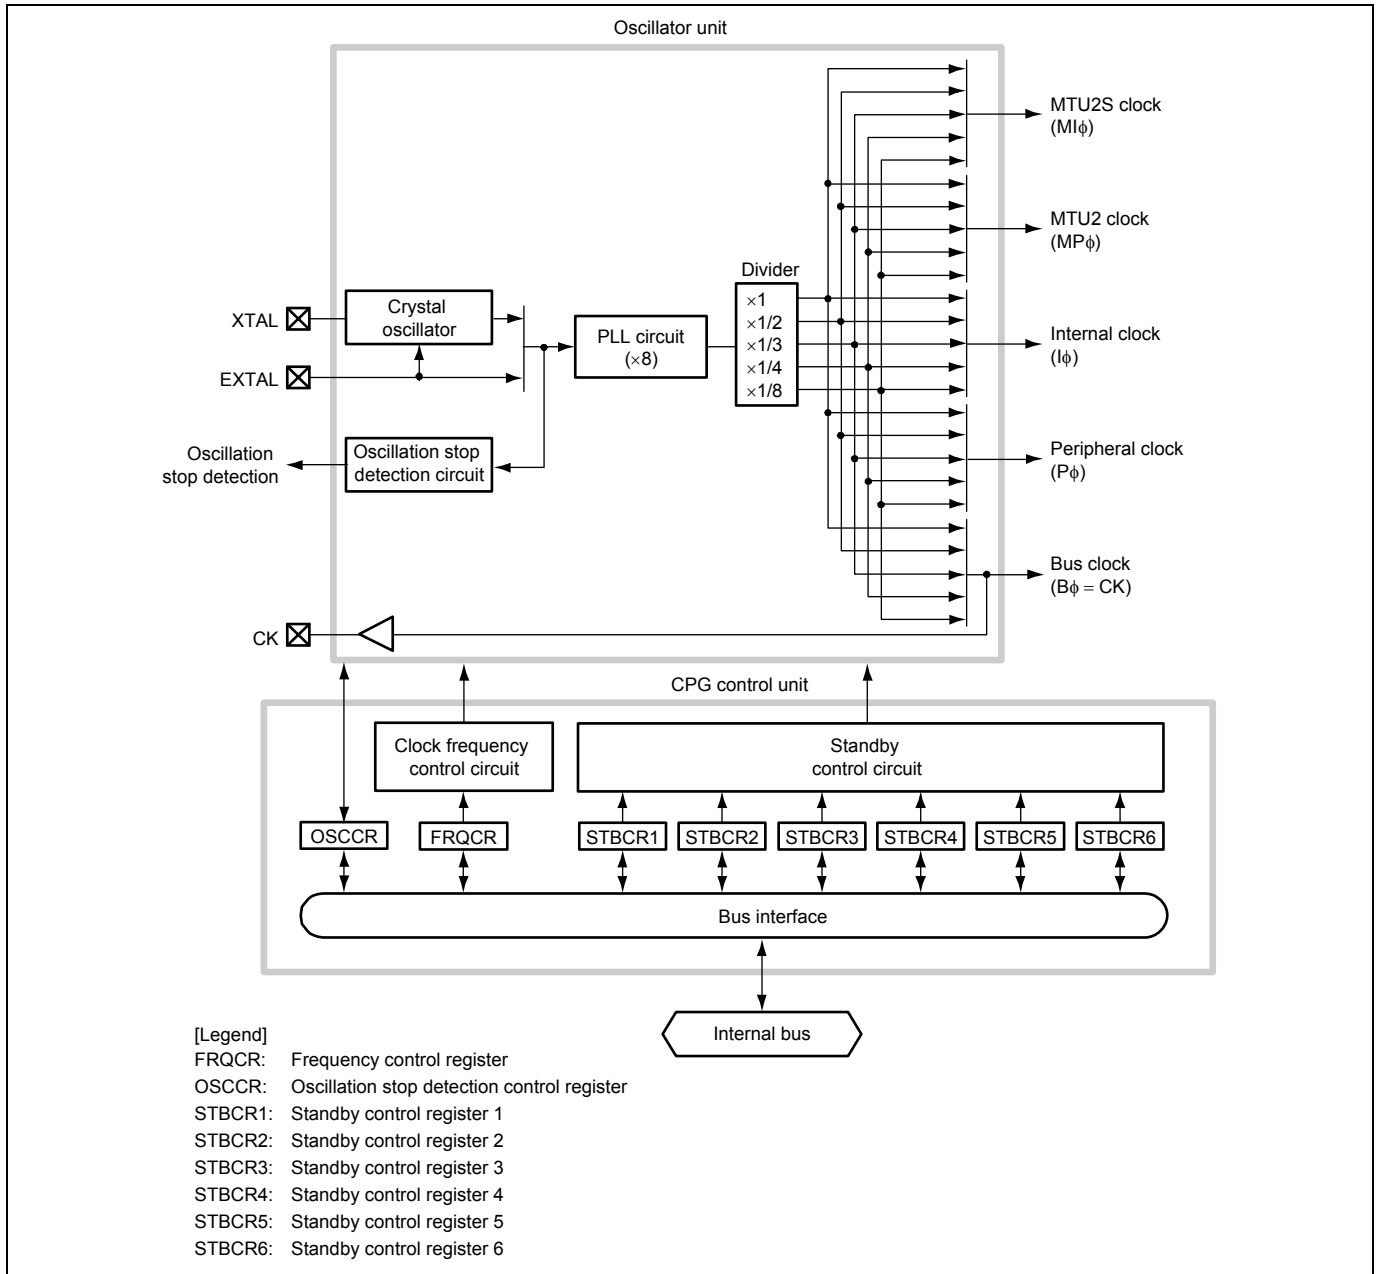 Oscillator unit
MTU2S clock
(MIϕ)
MTU2 clock
(MPϕ)
Divider
×1
×1/2
×1/3
×1/4
×1/8
XTAL
Crystal
oscillator
EXTAL
PLL circuit
(×8)
Internal clock
(Iϕ)
Oscillation
stop detection
Oscillation stop
detection circuit
Peripheral clock
(Pϕ)
Bus clock
(Bϕ = CK)
CK
CPG control unit
Clock frequency
control circuit
Standby
control circuit
OSCCR
FRQCR
STBCR1
STBCR2
STBCR3
STBCR4
STBCR5
STBCR6
Bus interface
Internal bus
[Legend]
FRQCR: Frequency control register
OSCCR: Oscillation stop detection control register
STBCR1: Standby control register 1
STBCR2: Standby control register 2
STBCR3: Standby control register 3
STBCR4: Standby control register 4
STBCR5: Standby control register 5
STBCR6: Standby control register 6